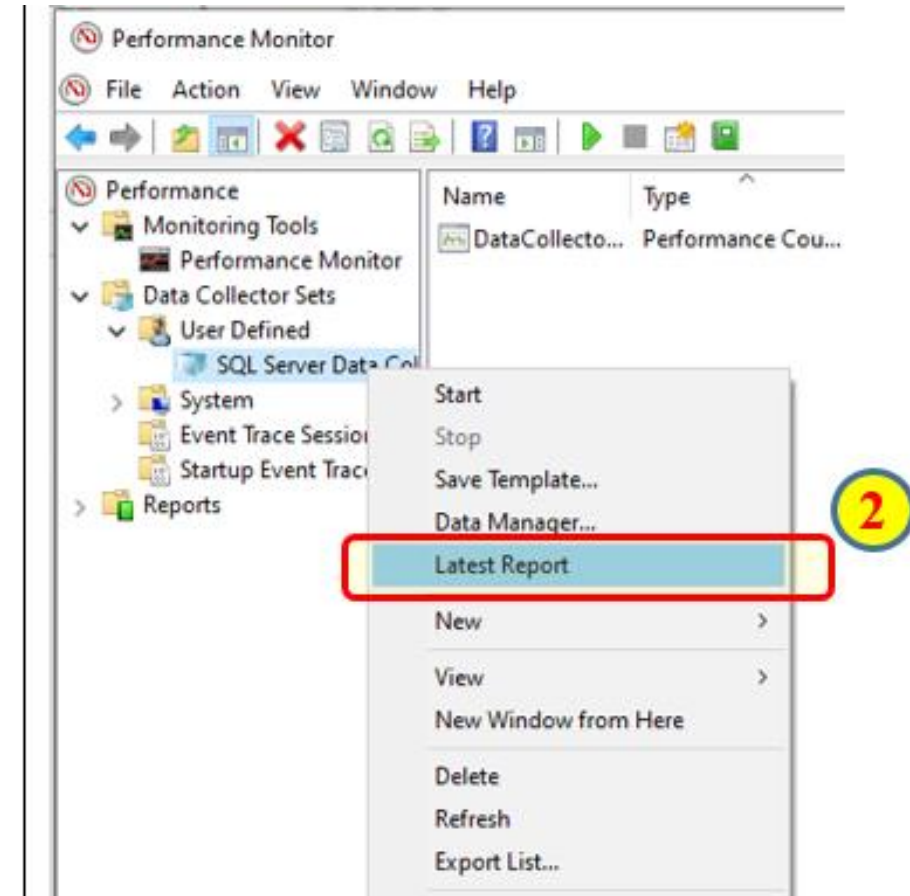 Performance Monitor
File Action View Window Help
Performance
Monitoring Tools
Performance Monitor
Data Collector Sets
User Defined
SQL Server Data Col
System
Event Trace Session
Startup Event Trace
Reports
Name Type
DataCollecto... Performance Cou...
Start
Stop
Save Template...
Data Manager...
Latest Report
New
View
New Window from Here
Delete
Refresh
Export List...
2